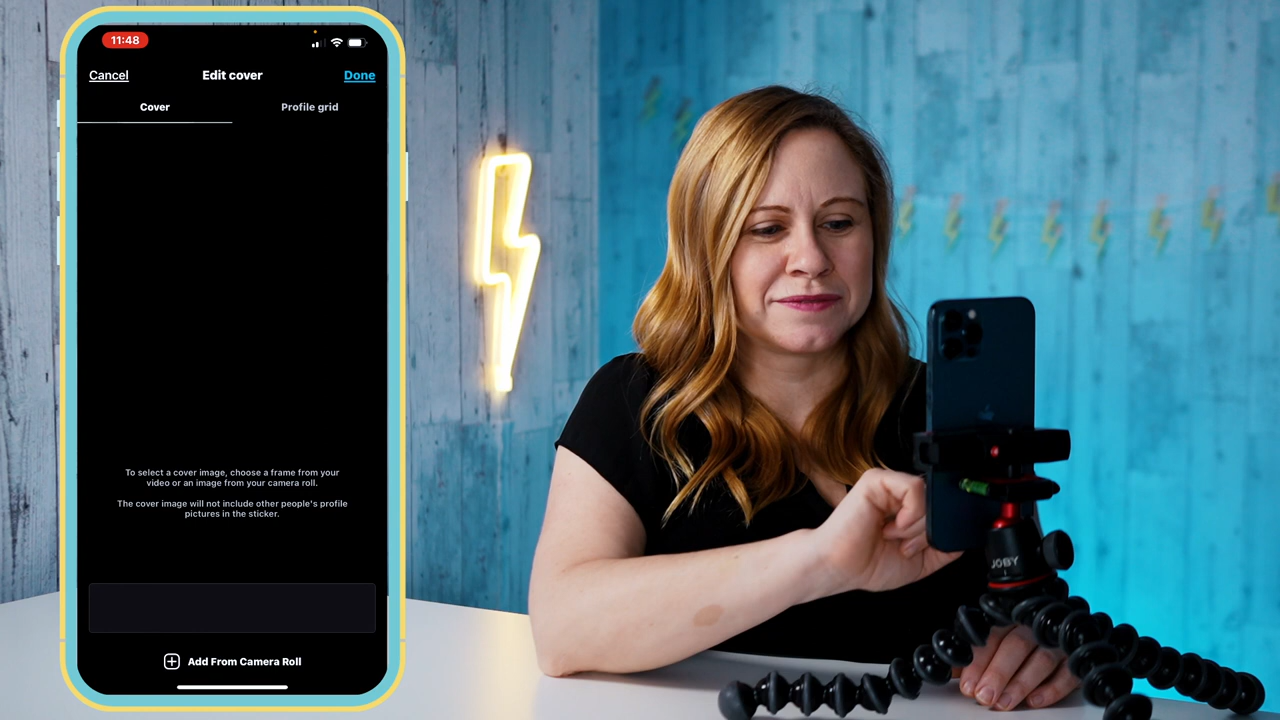 11:48
Cancel
Edit cover
Done
Cover
Profile grid
To select a cover image, choose a frame from your
video or an image from your camera roll.
The cover image will not include other people's profile
pictures in the sticker.
Add From Camera Roll
JOBY